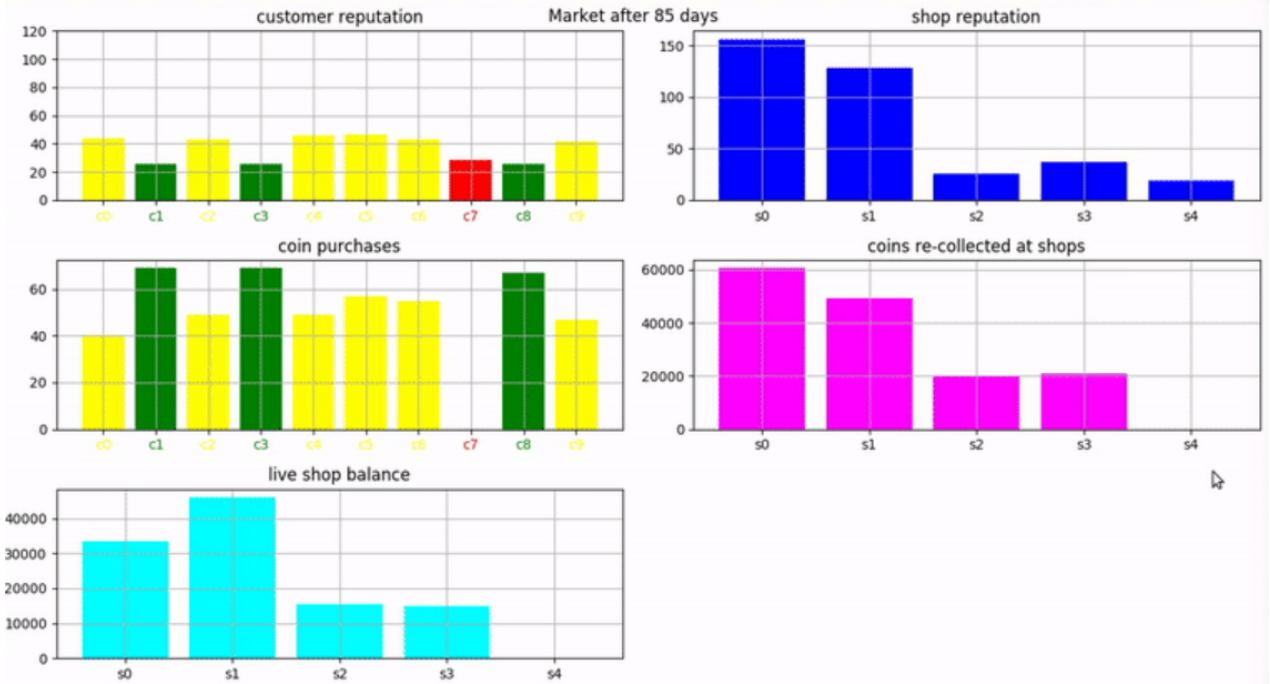 Market after 85 days
customer reputation
120
100
80
60
40
20
0
c0 c1 c2 c3 c4 c5 c6 c7 c8 c9
shop reputation
150
100
50
0
s0 s1 s2 s3 s4
coin purchases
60
40
20
0
c0 c1 c2 c3 c4 c5 c6 c7 c8 c9
coins re-collected at shops
60000
40000
20000
0
s0 s1 s2 s3 s4
live shop balance
40000
30000
20000
10000
0
s0 s1 s2 s3 s4